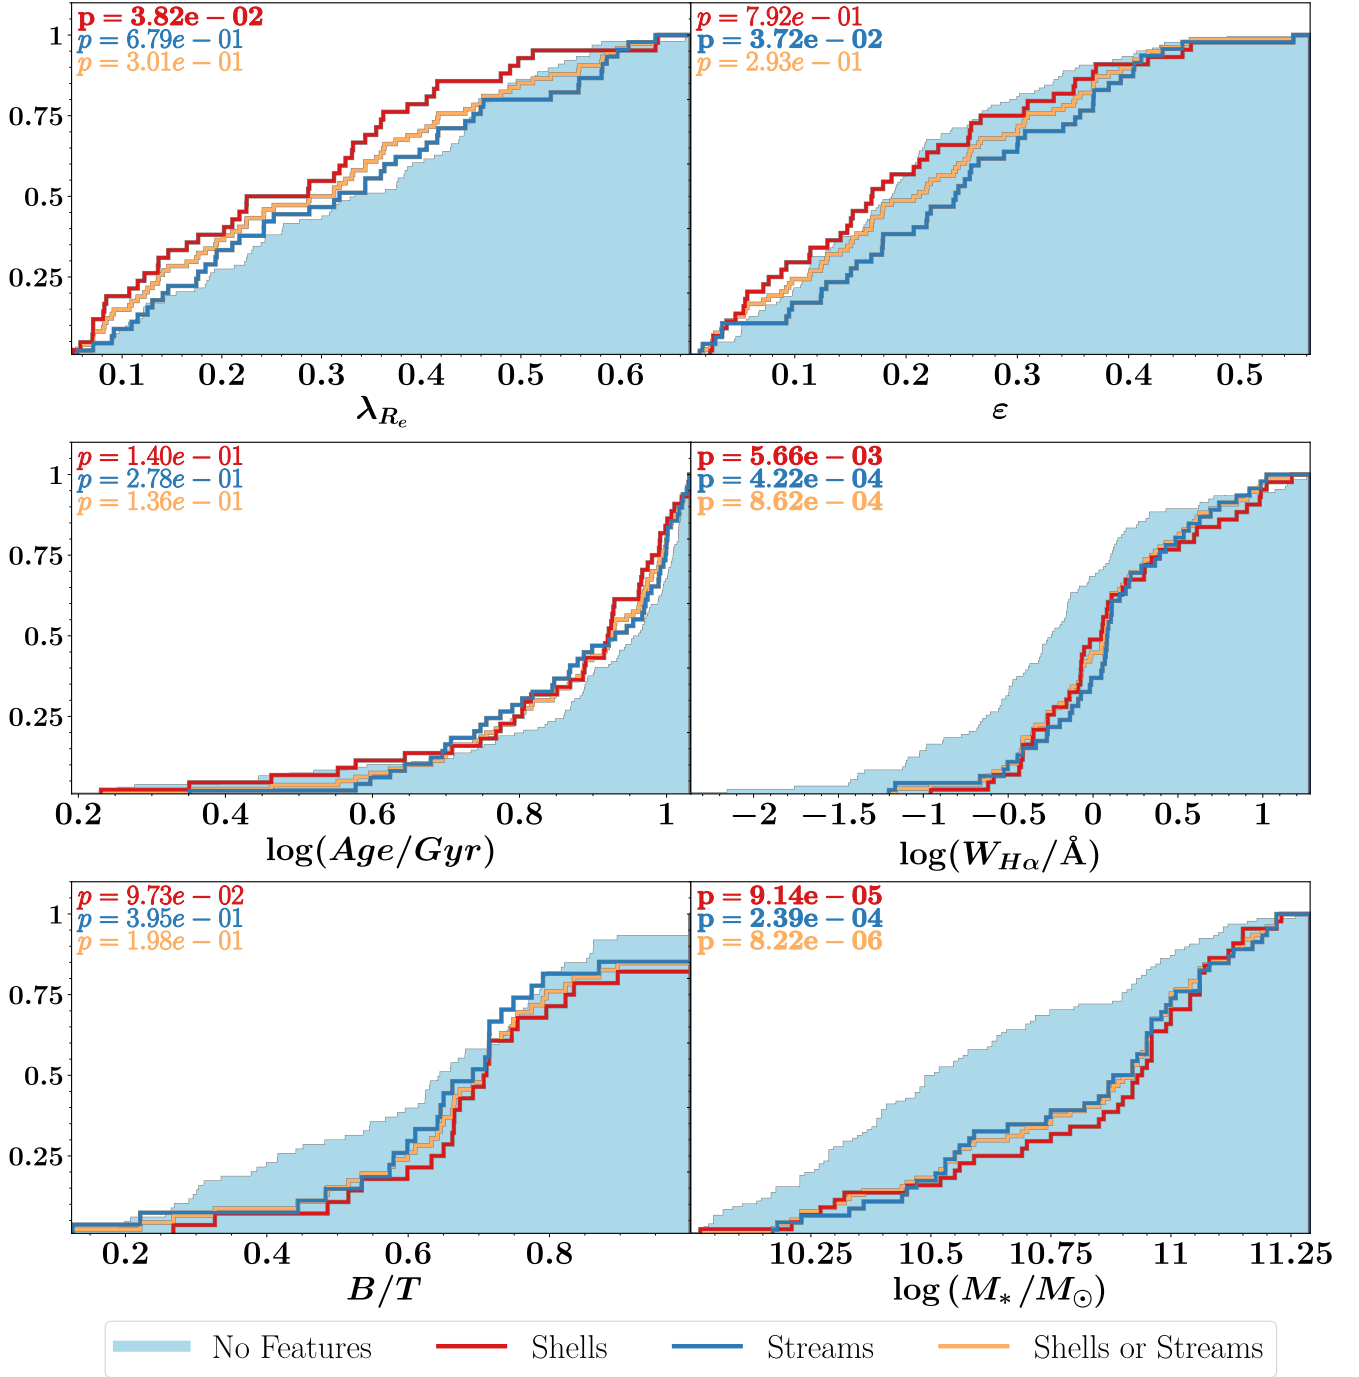 p = 3.82e − 02
p = 6.79e − 01
p = 3.01e − 01
1
0.75
0.5
0.25
0.1 0.2 0.3 0.4 0.5 0.6
λRe
p = 7.92e − 01
p = 3.72e − 02
p = 2.93e − 01
0.1 0.2 0.3 0.4 0.5
ε
p = 1.40e − 01
p = 2.78e − 01
p = 1.36e − 01
1
0.75
0.5
0.25
0.2 0.4 0.6 0.8 1
log(Age/Gyr)
p = 5.66e − 03
p = 4.22e − 04
p = 8.62e − 04
−2 −1.5 −1 −0.5 0 0.5 1
log(WHα/Å)
p = 9.73e − 02
p = 3.95e − 01
p = 1.98e − 01
1
0.75
0.5
0.25
0.2 0.4 0.6 0.8
B/T
p = 9.14e − 05
p = 2.39e − 04
p = 8.22e − 06
10.25 10.5 10.75 11 11.25
log (M∗/M⊙)
No Features Shells Streams Shells or Streams